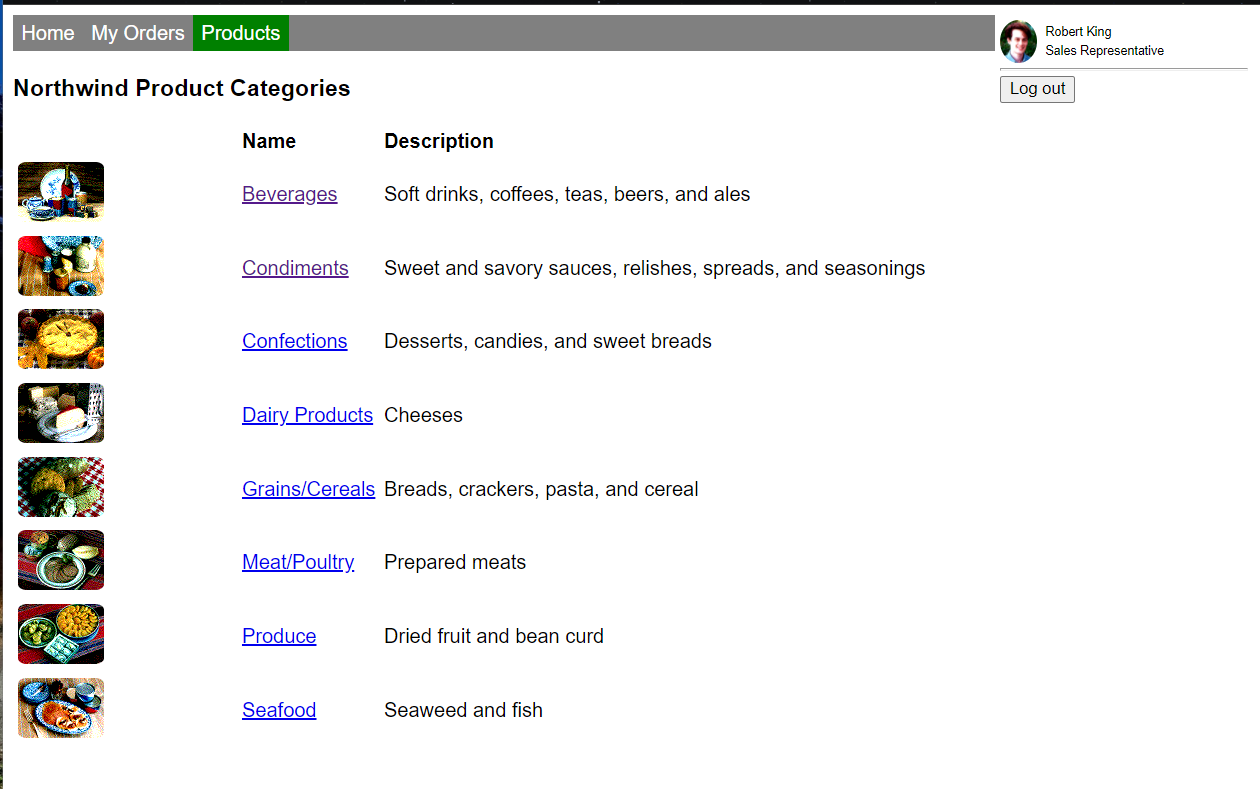 Home My Orders Products
Robert King
Sales Representative
Log out
Northwind Product Categories
Name Description
Beverages Soft drinks, coffees, teas, beers, and ales
Condiments Sweet and savory sauces, relishes, spreads, and seasonings
Confections Desserts, candies, and sweet breads
Dairy Products Cheeses
Grains/Cereals Breads, crackers, pasta, and cereal
Meat/Poultry Prepared meats
Produce Dried fruit and bean curd
Seafood Seaweed and fish